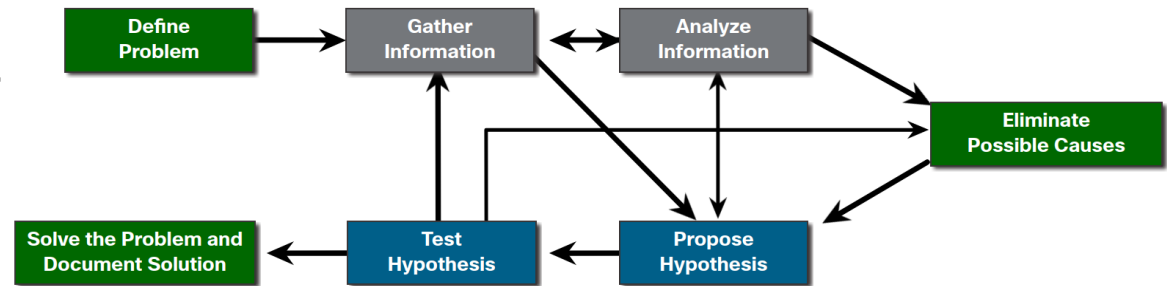 Define
Problem
Gather
Information
Analyze
Information
Eliminate
Possible Causes
Solve the Problem and
Document Solution
Test
Hypothesis
Propose
Hypothesis